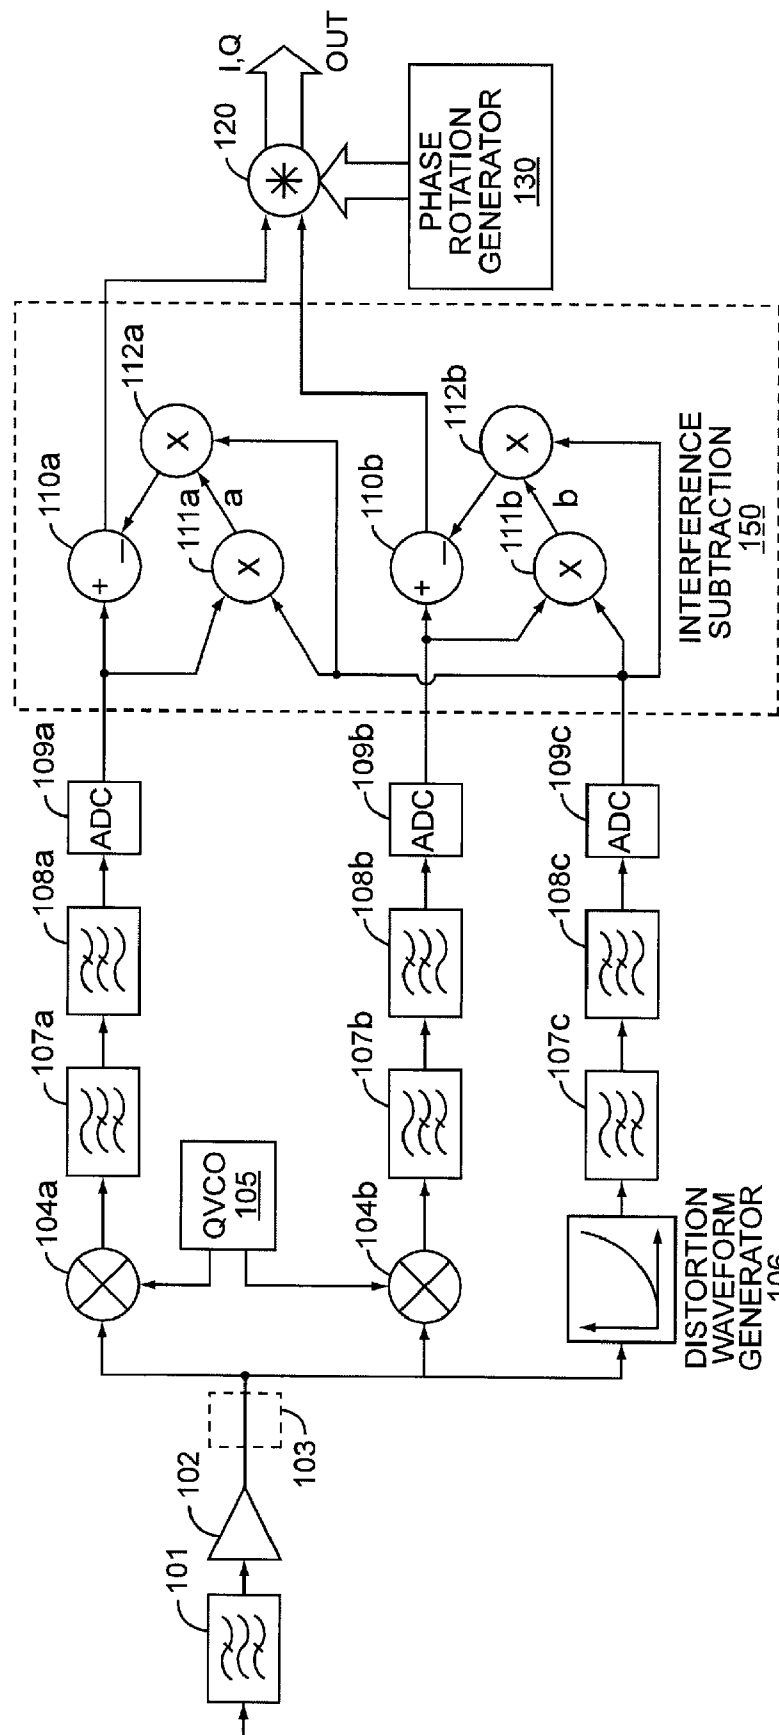 101
102
103
104a
QVCO
105
104b
DISTORTION
WAVEFORM
GENERATOR
106
107a
107b
107c
108a
108b
108c
109a
ADC
109b
ADC
109c
ADC
110a
+
−
111a
X
a
112a
X
110b
+
−
111b
X
b
112b
X
INTERFERENCE
SUBTRACTION
150
120
I,Q
OUT
PHASE
ROTATION
GENERATOR
130